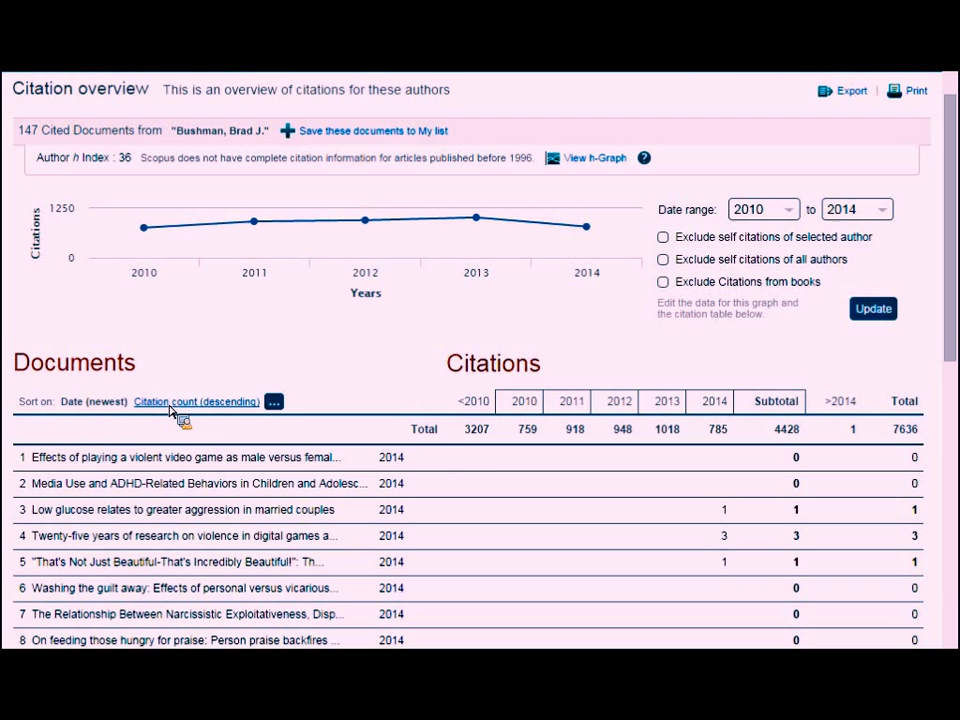 Citation overview This is an overview of citations for these authors
Export | Print
147 Cited Documents from "Bushman, Brad J." Save these documents to My list
Author h Index : 36 Scopus does not have complete citation information for articles published before 1996. View h-Graph ?
Citations
1250
0
2010 2011 2012 2013 2014
Years
Date range: 2010 to 2014
Exclude self citations of selected author
Exclude self citations of all authors
Exclude Citations from books
Edit the data for this graph and
the citation table below.
Update
Documents Citations
Sort on: Date (newest) Citation count (descending) ...
<2010 2010 2011 2012 2013 2014 Subtotal >2014 Total
Total 3207 759 918 948 1018 785 4428 1 7636
1 Effects of playing a violent video game as male versus femal... 2014 0 0
2 Media Use and ADHD-Related Behaviors in Children and Adolesc... 2014 0 0
3 Low glucose relates to greater aggression in married couples 2014 1 1 1
4 Twenty-five years of research on violence in digital games a... 2014 3 3 3
5 "That's Not Just Beautiful-That's Incredibly Beautiful!": Th... 2014 1 1 1
6 Washing the guilt away: Effects of personal versus vicarious... 2014 0 0
7 The Relationship Between Narcissistic Exploitativeness, Disp... 2014 0 0
8 On feeding those hungry for praise: Person praise backfires ... 2014 0 0